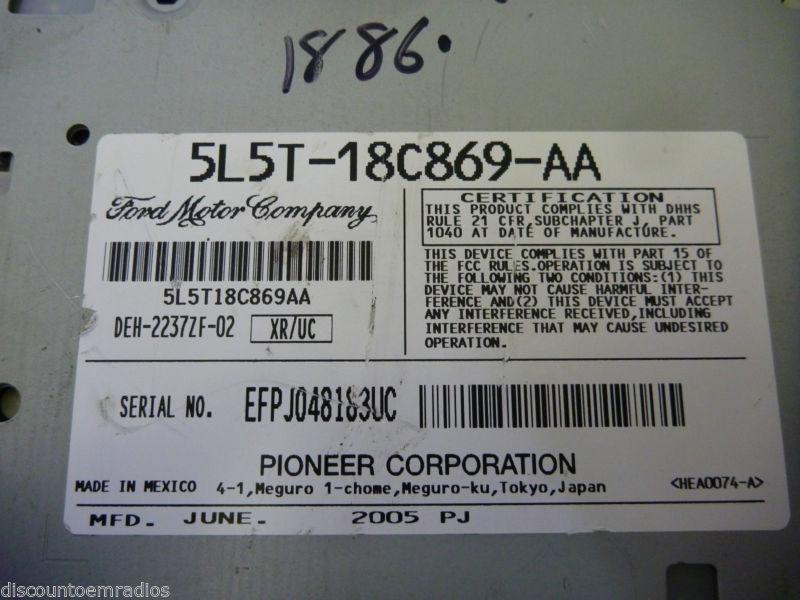 1886.
5L5T-18C869-AA
Ford Motor Company
5L5T18C869AA
DEH-2237ZF-02 XR/UC
CERTIFICATION
THIS PRODUCT COMPLIES WITH DHHS
RULE 21 CFR,SUBCHAPTER J, PART
1040 AT DATE OF MANUFACTURE.
THIS DEVICE COMPLIES WITH PART 15 OF
THE FCC RULES.OPERATION IS SUBJECT TO
THE FOLLOWING TWO CONDITIONS:(1) THIS
DEVICE MAY NOT CAUSE HARMFUL INTER-
FERENCE AND(2) THIS DEVICE MUST ACCEPT
ANY INTERFERENCE RECEIVED,INCLUDING
INTERFERENCE THAT MAY CAUSE UNDESIRED
OPERATION.
SERIAL NO. EFPJ048183UC
PIONEER CORPORATION
MADE IN MEXICO 4-1,Meguro 1-chome,Meguro-ku,Tokyo,Japan <HEA0074-A>
MFD. JUNE. 2005 PJ
discountoemradios